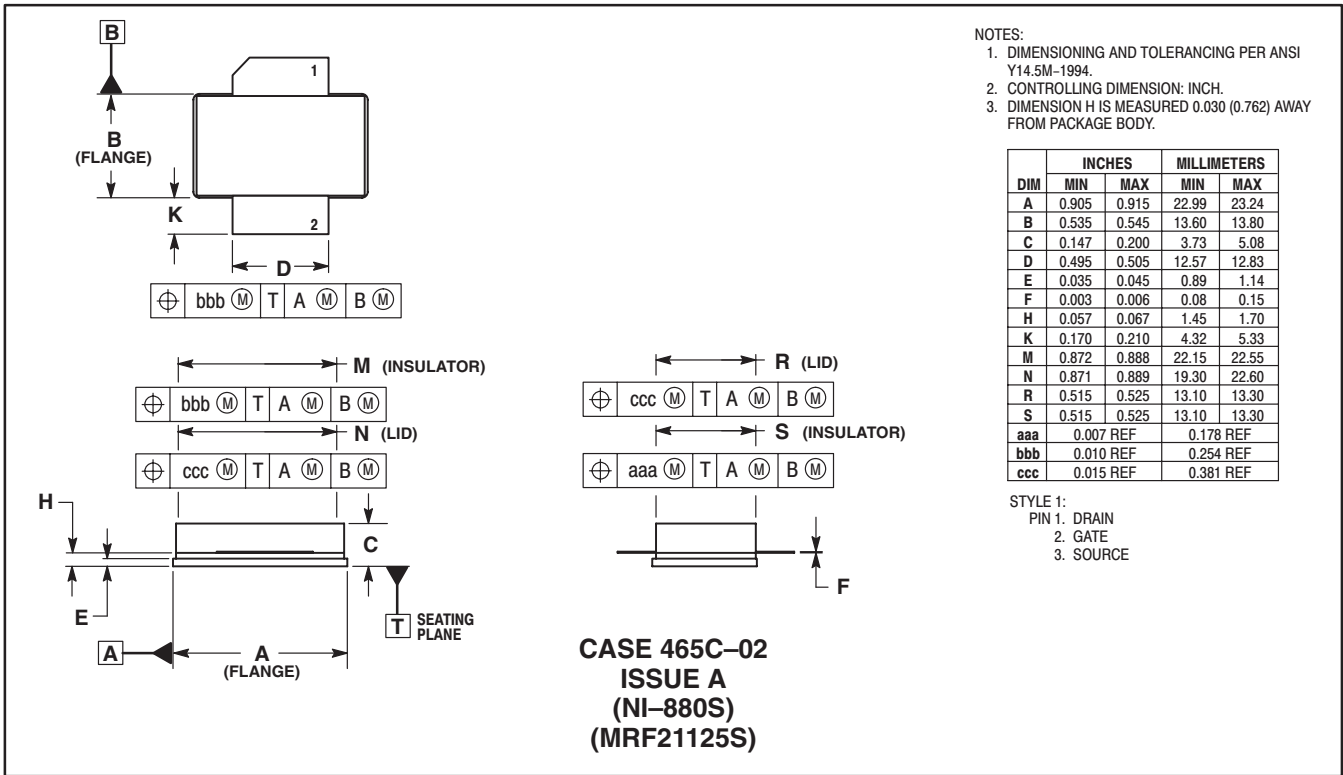 B
1
B
(FLANGE)
K
2
D
⌖ bbb Ⓜ T A Ⓜ B Ⓜ
M (INSULATOR)
⌖ bbb Ⓜ T A Ⓜ B Ⓜ
N (LID)
⌖ ccc Ⓜ T A Ⓜ B Ⓜ
H
C
E
T SEATING
PLANE
A
A
(FLANGE)
R (LID)
⌖ ccc Ⓜ T A Ⓜ B Ⓜ
S (INSULATOR)
⌖ aaa Ⓜ T A Ⓜ B Ⓜ
F
CASE 465C–02
ISSUE A
(NI–880S)
(MRF21125S)
NOTES:
1. DIMENSIONING AND TOLERANCING PER ANSI
Y14.5M–1994.
2. CONTROLLING DIMENSION: INCH.
3. DIMENSION H IS MEASURED 0.030 (0.762) AWAY
FROM PACKAGE BODY.
INCHES MILLIMETERS
DIM MIN MAX MIN MAX
A 0.905 0.915 22.99 23.24
B 0.535 0.545 13.60 13.80
C 0.147 0.200 3.73 5.08
D 0.495 0.505 12.57 12.83
E 0.035 0.045 0.89 1.14
F 0.003 0.006 0.08 0.15
H 0.057 0.067 1.45 1.70
K 0.170 0.210 4.32 5.33
M 0.872 0.888 22.15 22.55
N 0.871 0.889 19.30 22.60
R 0.515 0.525 13.10 13.30
S 0.515 0.525 13.10 13.30
aaa 0.007 REF 0.178 REF
bbb 0.010 REF 0.254 REF
ccc 0.015 REF 0.381 REF
STYLE 1:
PIN 1. DRAIN
2. GATE
3. SOURCE